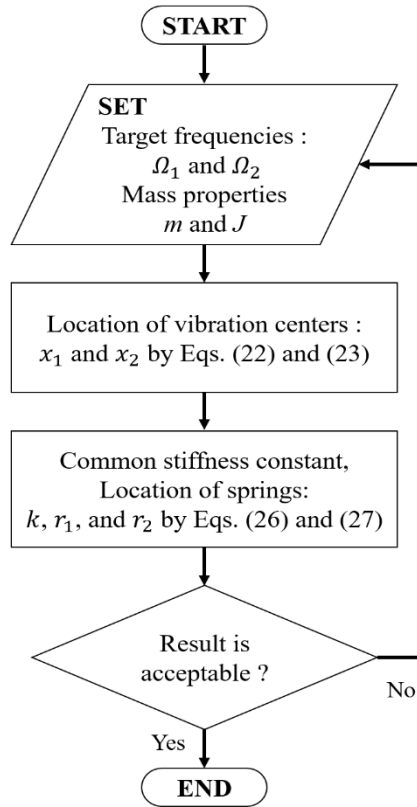 START
SET
Target frequencies :
Ω₁ and Ω₂
Mass properties
m and J
Location of vibration centers :
x₁ and x₂ by Eqs. (22) and (23)
Common stiffness constant,
Location of springs:
k, r₁, and r₂ by Eqs. (26) and (27)
Result is
acceptable ?
No
Yes
END